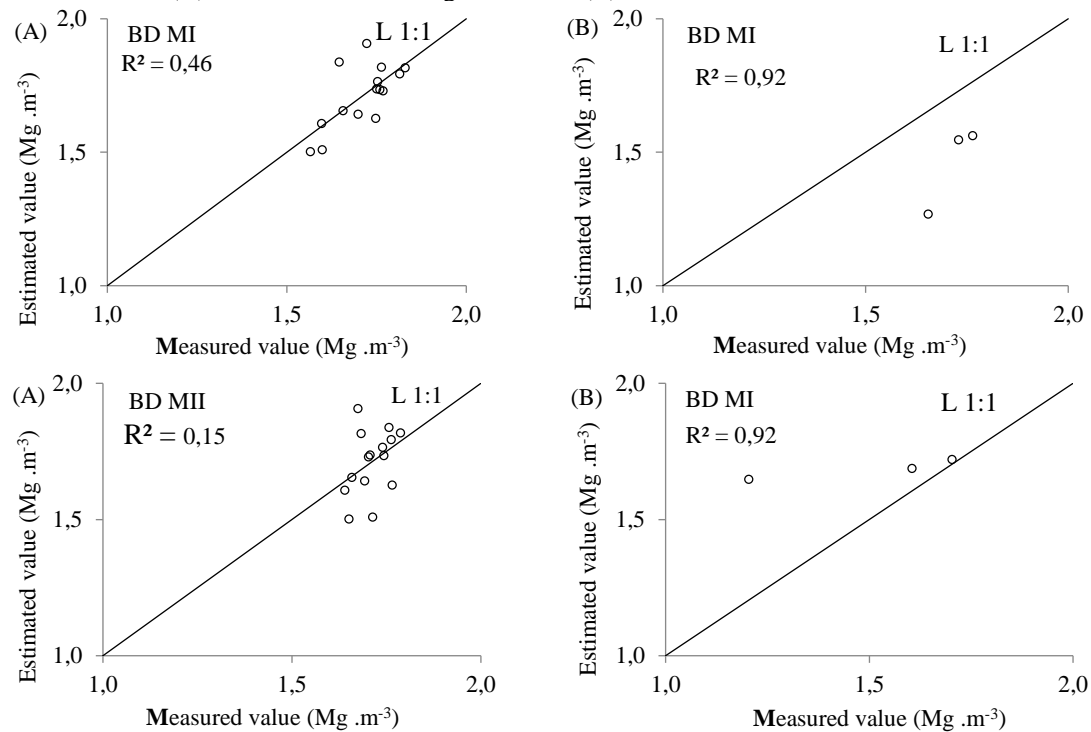 (A)
BD MI
R² = 0,46
L 1:1
2,0
1,5
1,0
1,0
1,5
2,0
Estimated value (Mg .m⁻³)
Measured value (Mg .m⁻³)
(B)
BD MI
R² = 0,92
L 1:1
2,0
1,5
1,0
1,0
1,5
2,0
Estimated value (Mg .m⁻³)
Measured value (Mg .m⁻³)
(A)
BD MII
R² = 0,15
L 1:1
2,0
1,5
1,0
1,0
1,5
2,0
Estimated value (Mg .m⁻³)
Measured value (Mg .m⁻³)
(B)
BD MI
R² = 0,92
L 1:1
2,0
1,5
1,0
1,0
1,5
2,0
Estimated value (Mg .m⁻³)
Measured value (Mg .m⁻³)